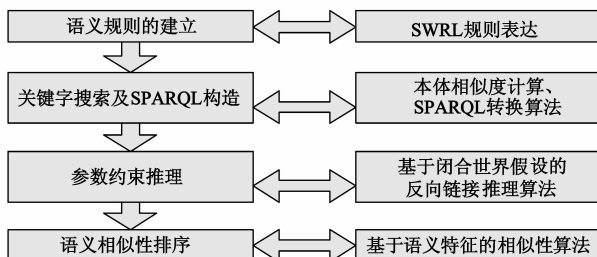 语义规则的建立
SWRL规则表达
关键字搜索及SPARQL构造
本体相似度计算、
SPARQL转换算法
参数约束推理
基于闭合世界假设的
反向链接推理算法
语义相似性排序
基于语义特征的相似性算法